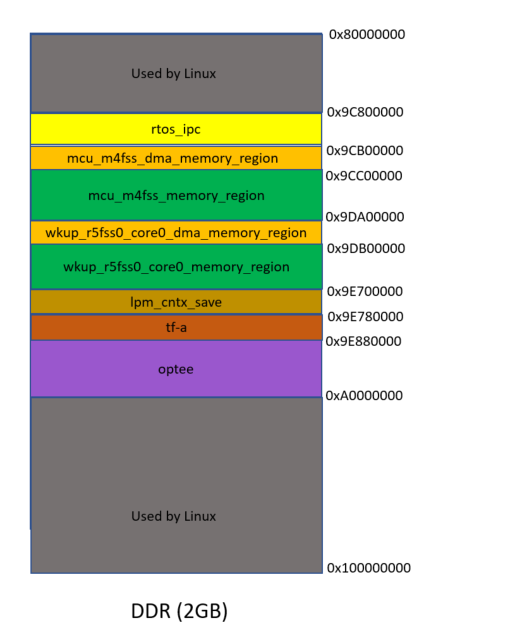 0x80000000
Used by Linux
0x9C800000
rtos_ipc
0x9CB00000
mcu_m4fss_dma_memory_region
0x9CC00000
mcu_m4fss_memory_region
0x9DA00000
wkup_r5fss0_core0_dma_memory_region
0x9DB00000
wkup_r5fss0_core0_memory_region
0x9E700000
lpm_cntx_save
0x9E780000
tf-a
0x9E880000
optee
0xA0000000
Used by Linux
0x100000000
DDR (2GB)